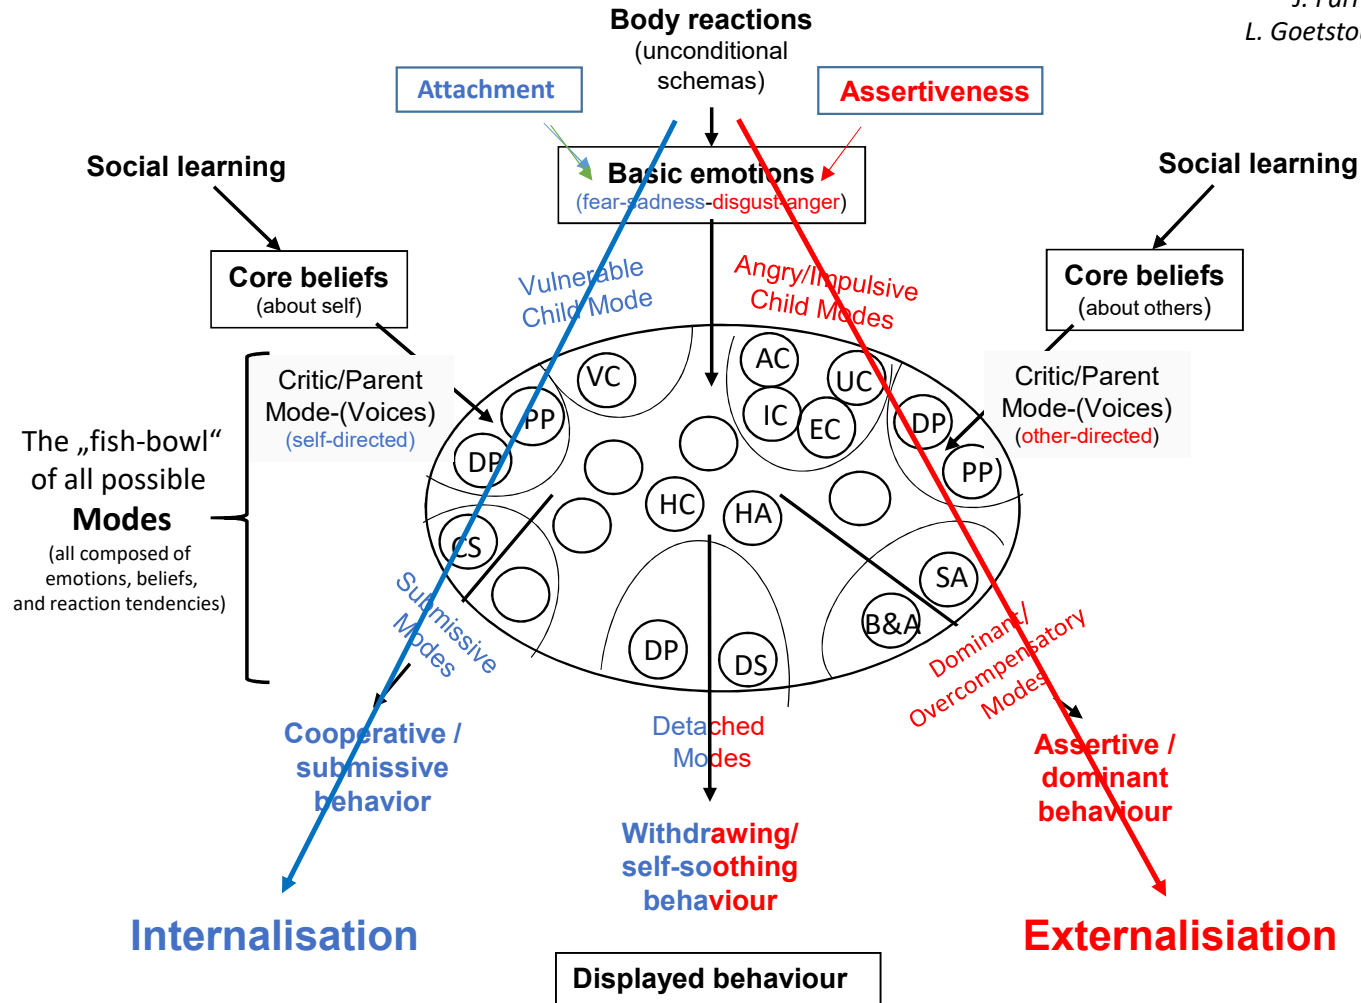 J. Farr
L. Goetsto
Body reactions
(unconditional
schemas)
Attachment
Assertiveness
Social learning
Social learning
Basic emotions
(fear-sadness-disgust-anger)
Core beliefs
(about self)
Core beliefs
(about others)
Vulnerable
Child Mode
Angry/Impulsive
Child Modes
Critic/Parent
Mode-(Voices)
(self-directed)
Critic/Parent
Mode-(Voices)
(other-directed)
The „fish-bowl“
of all possible
Modes
(all composed of
emotions, beliefs,
and reaction tendencies)
VC
AC
UC
IC
EC
PP
DP
DP
PP
HC
HA
CS
SA
B&A
DP
DS
Submissive
Modes
Dominant/
Overcompensatory
Modes
Detached
Modes
Cooperative /
submissive
behavior
Assertive /
dominant
behaviour
Withdrawing/
self-soothing
behaviour
Internalisation
Externalisiation
Displayed behaviour